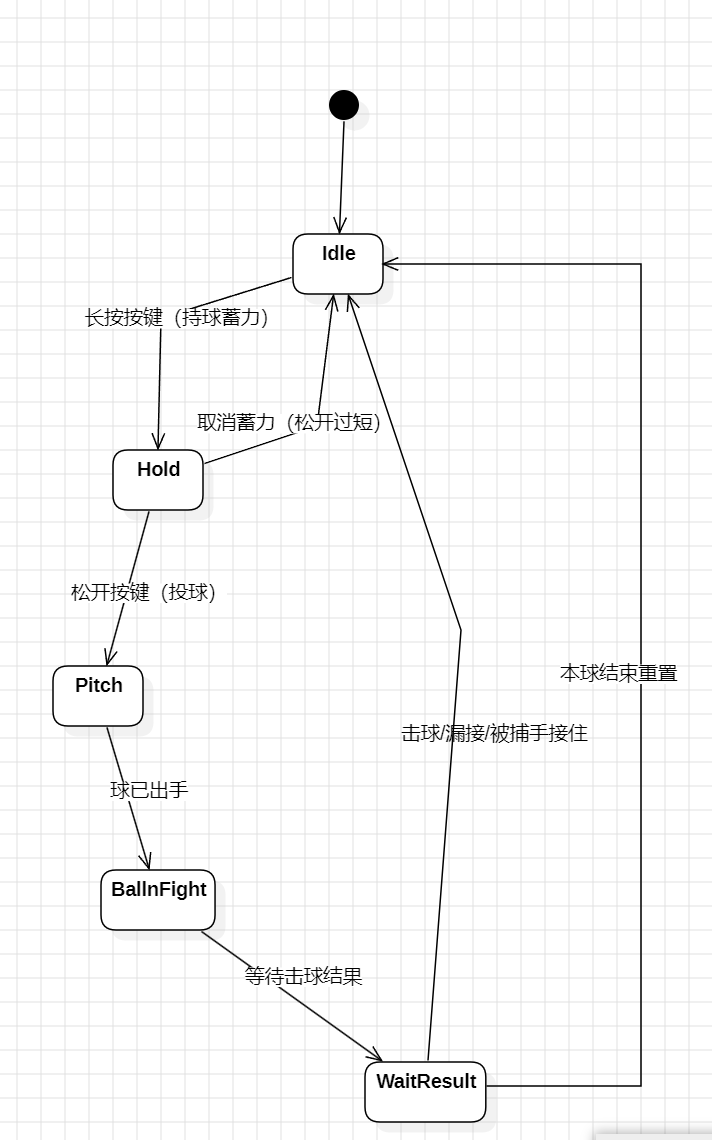 Idle
长按按键（持球蓄力）
取消蓄力（松开过短）
Hold
松开按键（投球）
本球结束重置
Pitch
击球/漏接/被捕手接住
球已出手
BallnFight
等待击球结果
WaitResult